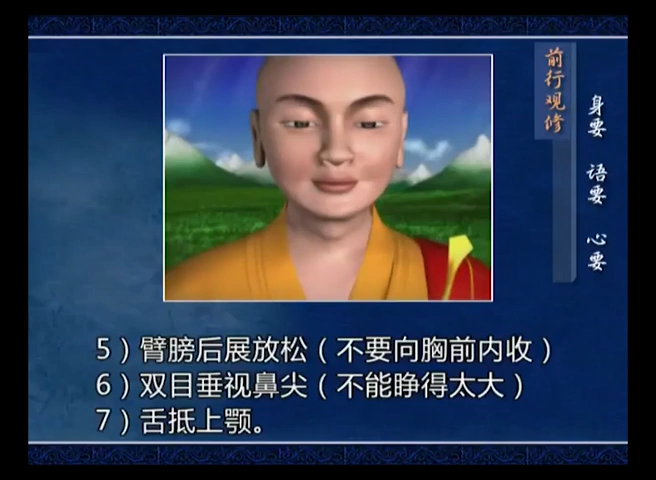 前行观修
身要 语要 心要
5）臂膀后展放松（不要向胸前内收）
6）双目垂视鼻尖（不能睁得太大）
7）舌抵上颚。